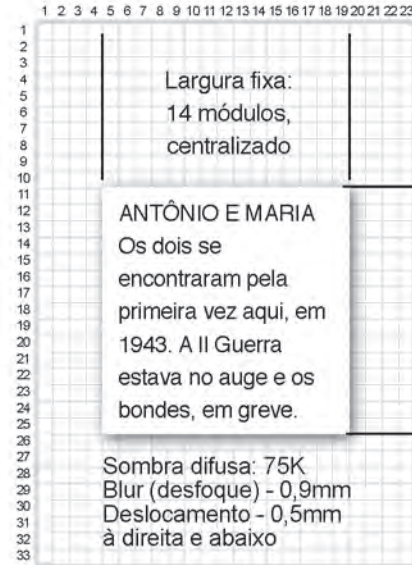 1 2 3 4 5 6 7 8 9 10 11 12 13 14 15 16 17 18 19 20 21 22 23
1
2
3
4
5
6
7
8
9
10
11
12
13
14
15
16
17
18
19
20
21
22
23
24
25
26
27
28
29
30
31
32
33
Largura fixa:
14 módulos,
centralizado
ANTÔNIO E MARIA
Os dois se
encontraram pela
primeira vez aqui, em
1943. A II Guerra
estava no auge e os
bondes, em greve.
Sombra difusa: 75K
Blur (desfoque) - 0,9mm
Deslocamento - 0,5mm
à direita e abaixo